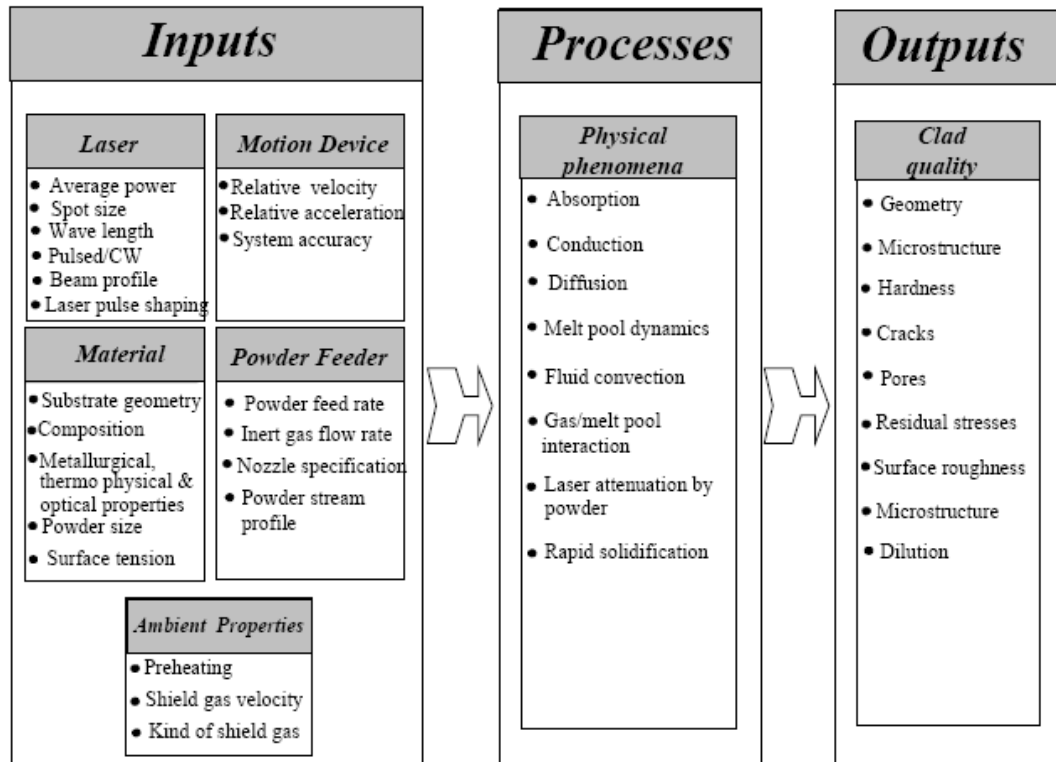 Inputs
Laser
Average power
Spot size
Wave length
Pulsed/CW
Beam profile
Laser pulse shaping
Motion Device
Relative velocity
Relative acceleration
System accuracy
Material
Substrate geometry
Composition
Metallurgical,
thermo physical &
optical properties
Powder size
Surface tension
Powder Feeder
Powder feed rate
Inert gas flow rate
Nozzle specification
Powder stream
profile
Ambient Properties
Preheating
Shield gas velocity
Kind of shield gas
Processes
Physical
phenomena
Absorption
Conduction
Diffusion
Melt pool dynamics
Fluid convection
Gas/melt pool
interaction
Laser attenuation by
powder
Rapid solidification
Outputs
Clad
quality
Geometry
Microstructure
Hardness
Cracks
Pores
Residual stresses
Surface roughness
Microstructure
Dilution